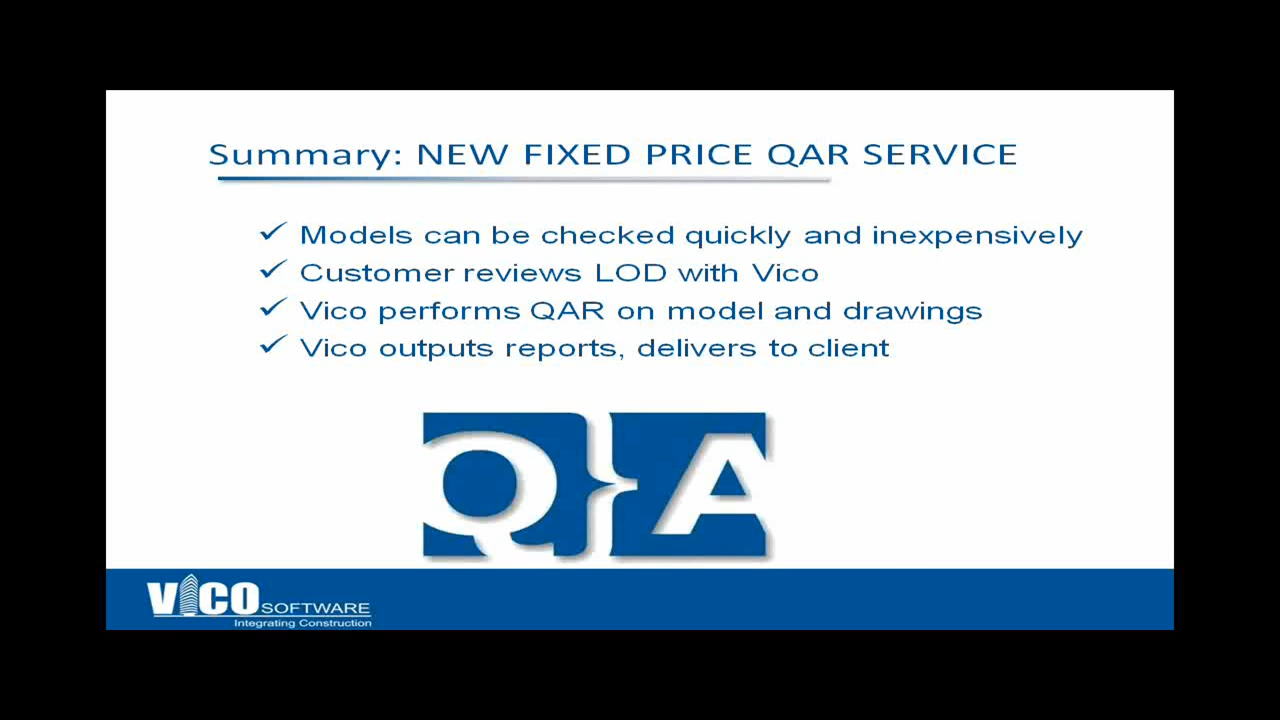 Summary: NEW FIXED PRICE QAR SERVICE
Models can be checked quickly and inexpensively
Customer reviews LOD with Vico
Vico performs QAR on model and drawings
Vico outputs reports, delivers to client
Q}A
VICO SOFTWARE
Integrating Construction